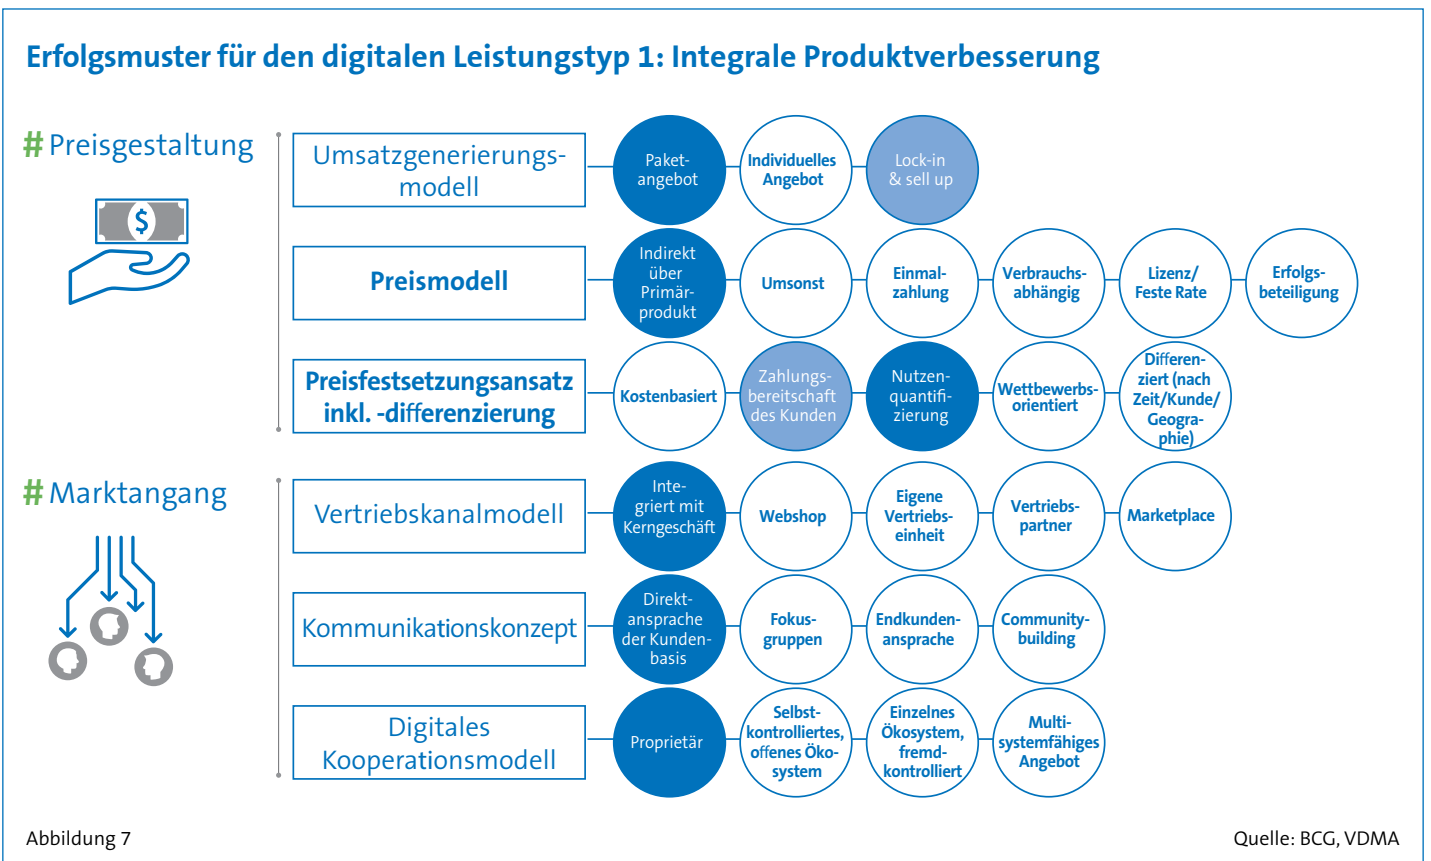 Erfolgsmuster für den digitalen Leistungstyp 1: Integrale Produktverbesserung
# Preisgestaltung
$
Umsatzgenerierungs-
modell
Paket-
angebot
Individuelles
Angebot
Lock-in
& sell up
Preismodell
Indirekt
über
Primär-
produkt
Umsonst
Einmal-
zahlung
Verbrauchs-
abhängig
Lizenz/
Feste Rate
Erfolgs-
beteiligung
Preisfestsetzungsansatz
inkl. -differenzierung
Kostenbasiert
Zahlungs-
bereitschaft
des Kunden
Nutzen-
quantifi-
zierung
Wettbewerbs-
orientiert
Differen-
ziert (nach
Zeit/Kunde/
Geogra-
phie)
# Marktangang
Vertriebskanalmodell
Inte-
griert mit
Kerngeschäft
Webshop
Eigene
Vertriebs-
einheit
Vertriebs-
partner
Marketplace
Kommunikationskonzept
Direkt-
ansprache
der Kunden-
basis
Fokus-
gruppen
Endkunden-
ansprache
Community-
building
Digitales
Kooperationsmodell
Proprietär
Selbst-
kontrolliertes,
offenes Öko-
system
Einzelnes
Ökosystem,
fremd-
kontrolliert
Multi-
systemfähiges
Angebot
Abbildung 7
Quelle: BCG, VDMA